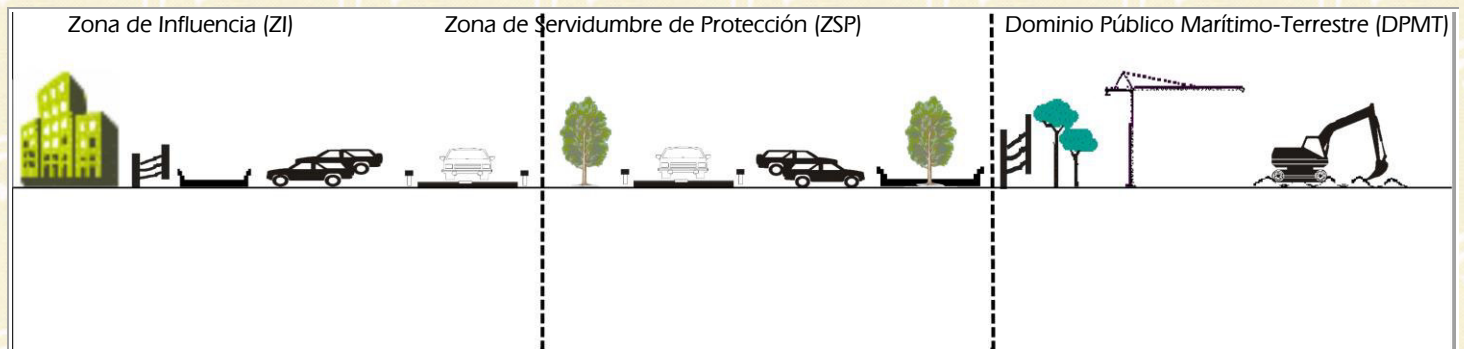 Zona de Influencia (ZI) Zona de Servidumbre de Protección (ZSP) Dominio Público Marítimo-Terrestre (DPMT)